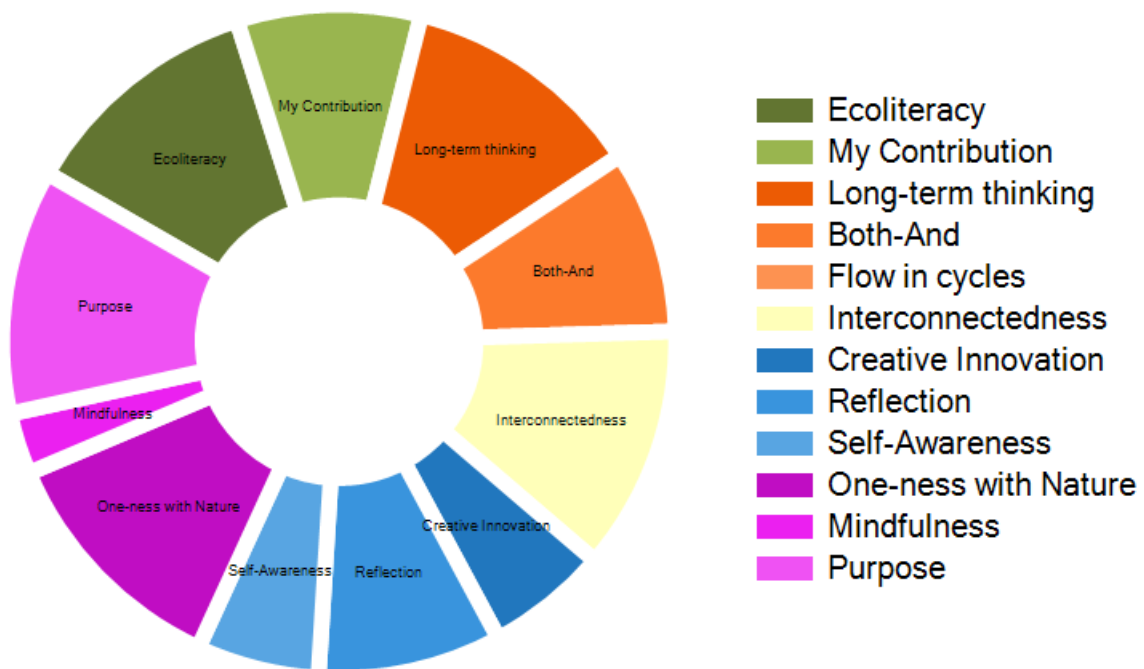 My Contribution
Long-term thinking
Ecoliteracy
Both-And
Purpose
Mindfulness
Interconnectedness
One-ness with Nature
Creative Innovation
Self-Awareness
Reflection
Ecoliteracy
My Contribution
Long-term thinking
Both-And
Flow in cycles
Interconnectedness
Creative Innovation
Reflection
Self-Awareness
One-ness with Nature
Mindfulness
Purpose